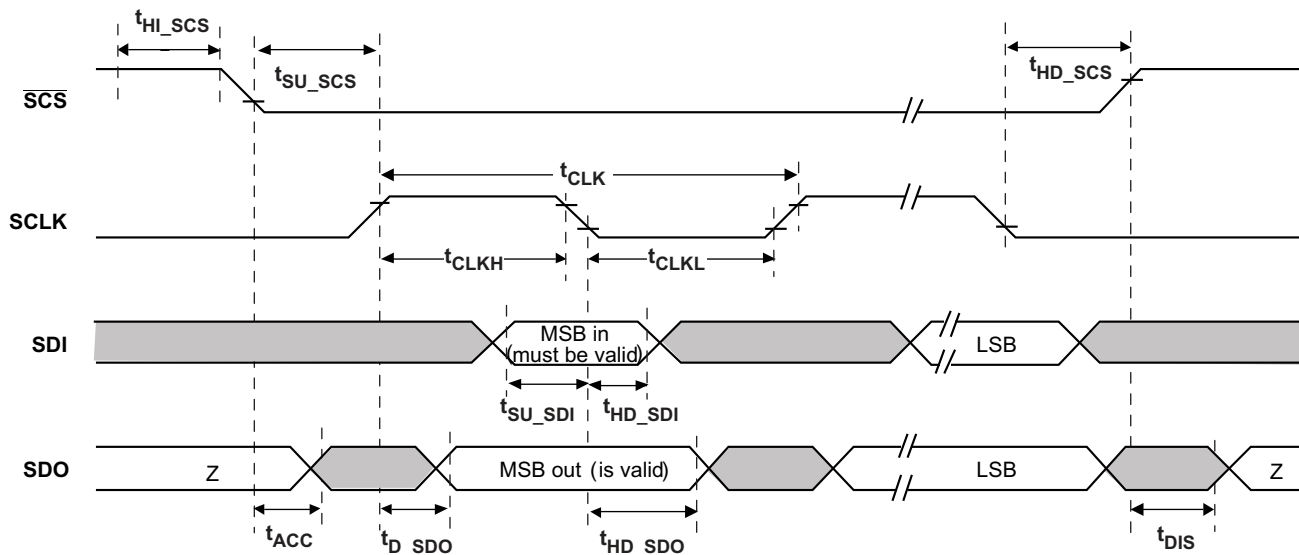 tHI_SCS
tSU_SCS
tHD_SCS
SCS
tCLK
SCLK
tCLKH
tCLKL
SDI
MSB in
(must be valid)
LSB
tSU_SDI
tHD_SDI
SDO
Z
MSB out (is valid)
LSB
Z
tACC
tD_SDO
tHD_SDO
tDIS